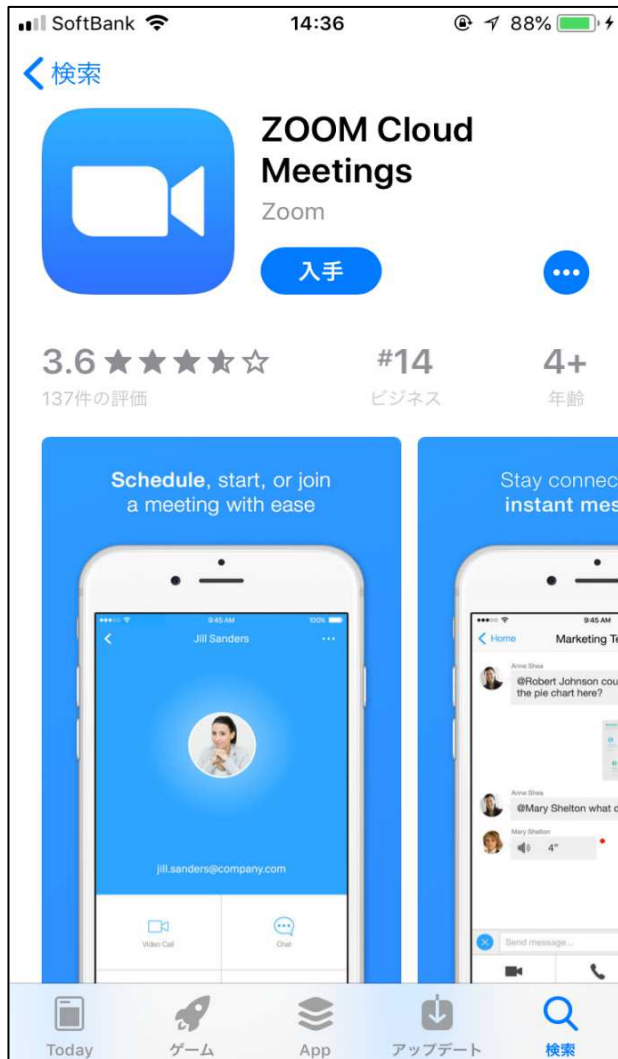 SoftBank 14:36 88%
検索
ZOOM Cloud
Meetings
Zoom
入手
3.6 #14 4+
137件の評価 ビジネス 年齢
Schedule, start, or join
a meeting with ease
9:45 AM 100%
Jill Sanders
jill.sanders@company.com
Video Call Chat
Stay connec
instant mes
9:45 AM
Home Marketing Te
Anne Shea
@Robert Johnson cou
the pie chart here?
Anne Shea
@Mary Shelton what d
Mary Shelton
4"
Send message...
Today ゲーム App アップデート 検索